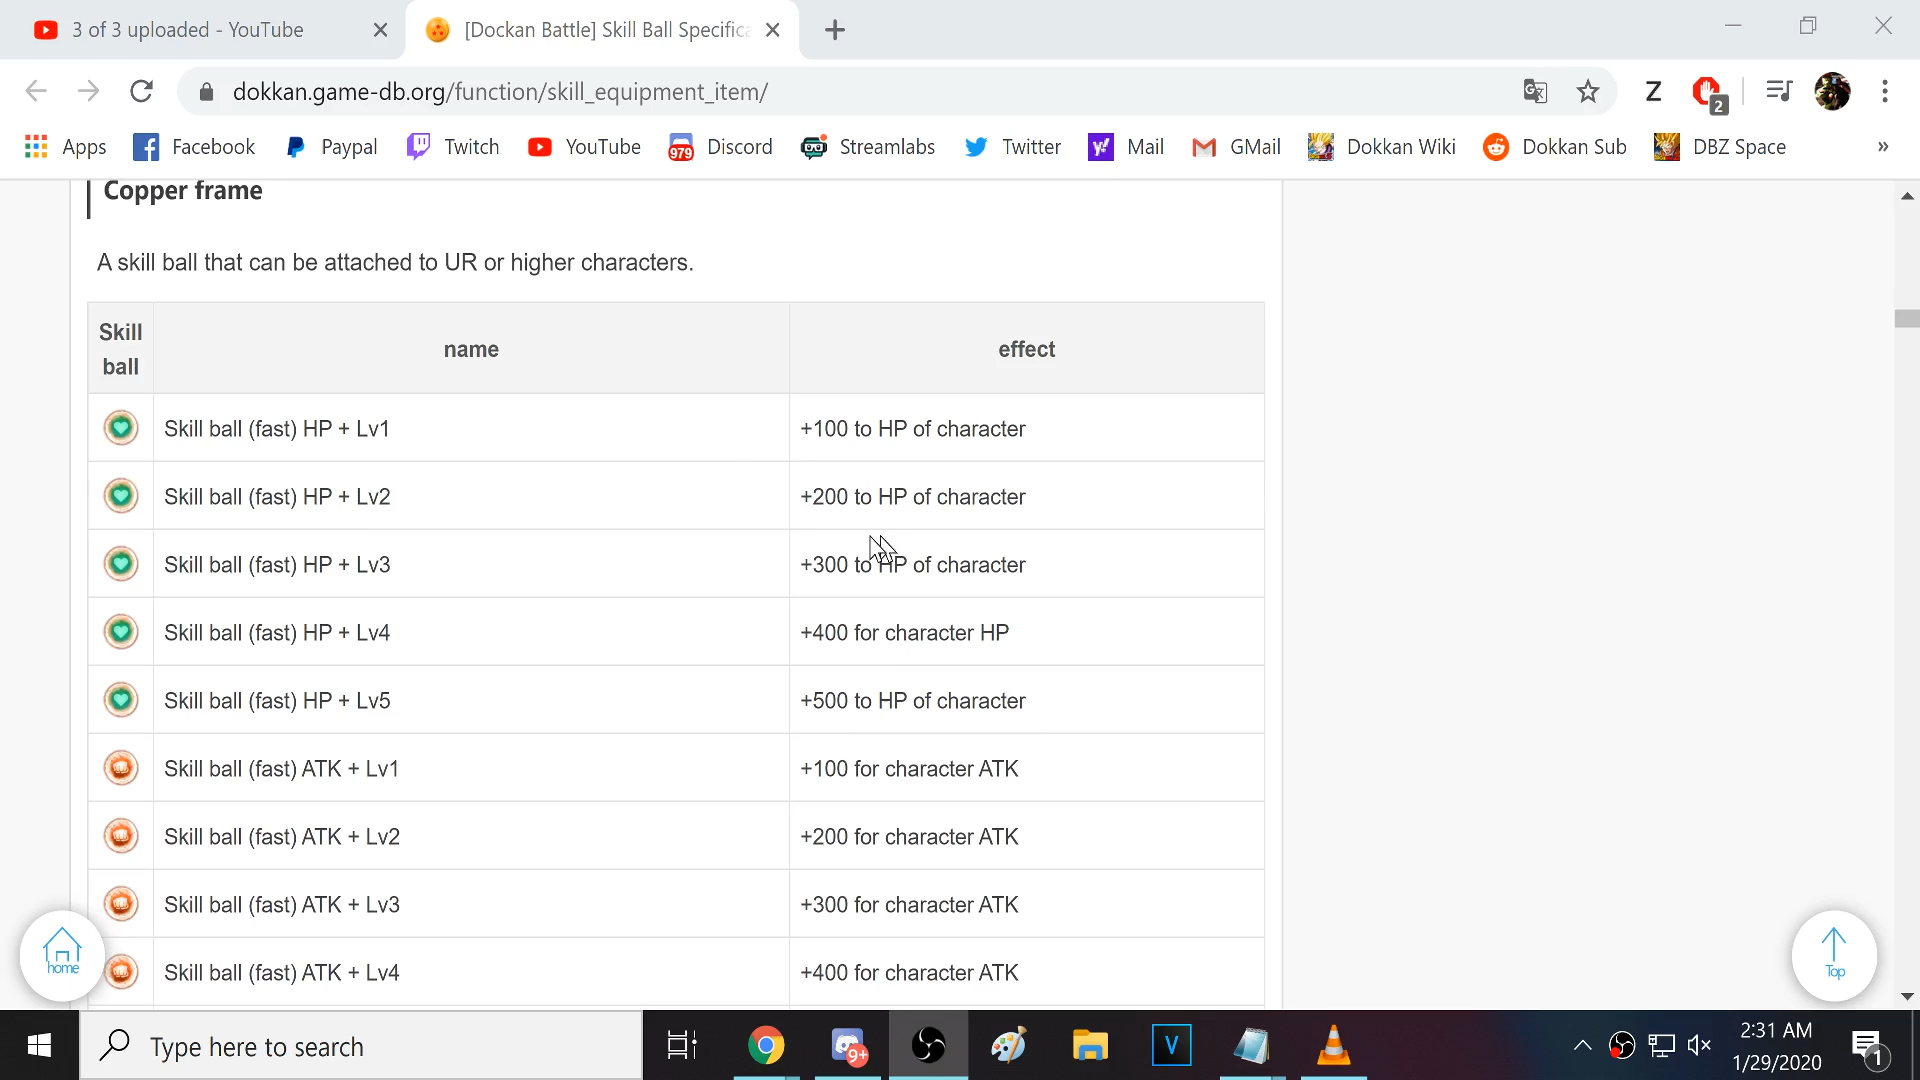 3 of 3 uploaded - YouTube
[Dockan Battle] Skill Ball Specifica
dokkan.game-db.org/function/skill_equipment_item/
Z
2
Apps
Facebook
Paypal
Twitch
YouTube
979
Discord
Streamlabs
Twitter
y!
Mail
GMail
Dokkan Wiki
Dokkan Sub
DBZ Space
»
Copper frame
A skill ball that can be attached to UR or higher characters.
Skill ball
name
effect
Skill ball (fast) HP + Lv1
+100 to HP of character
Skill ball (fast) HP + Lv2
+200 to HP of character
Skill ball (fast) HP + Lv3
+300 to HP of character
Skill ball (fast) HP + Lv4
+400 for character HP
Skill ball (fast) HP + Lv5
+500 to HP of character
Skill ball (fast) ATK + Lv1
+100 for character ATK
Skill ball (fast) ATK + Lv2
+200 for character ATK
Skill ball (fast) ATK + Lv3
+300 for character ATK
Skill ball (fast) ATK + Lv4
+400 for character ATK
home
Top
Type here to search
9+
V
2:31 AM
1/29/2020
1